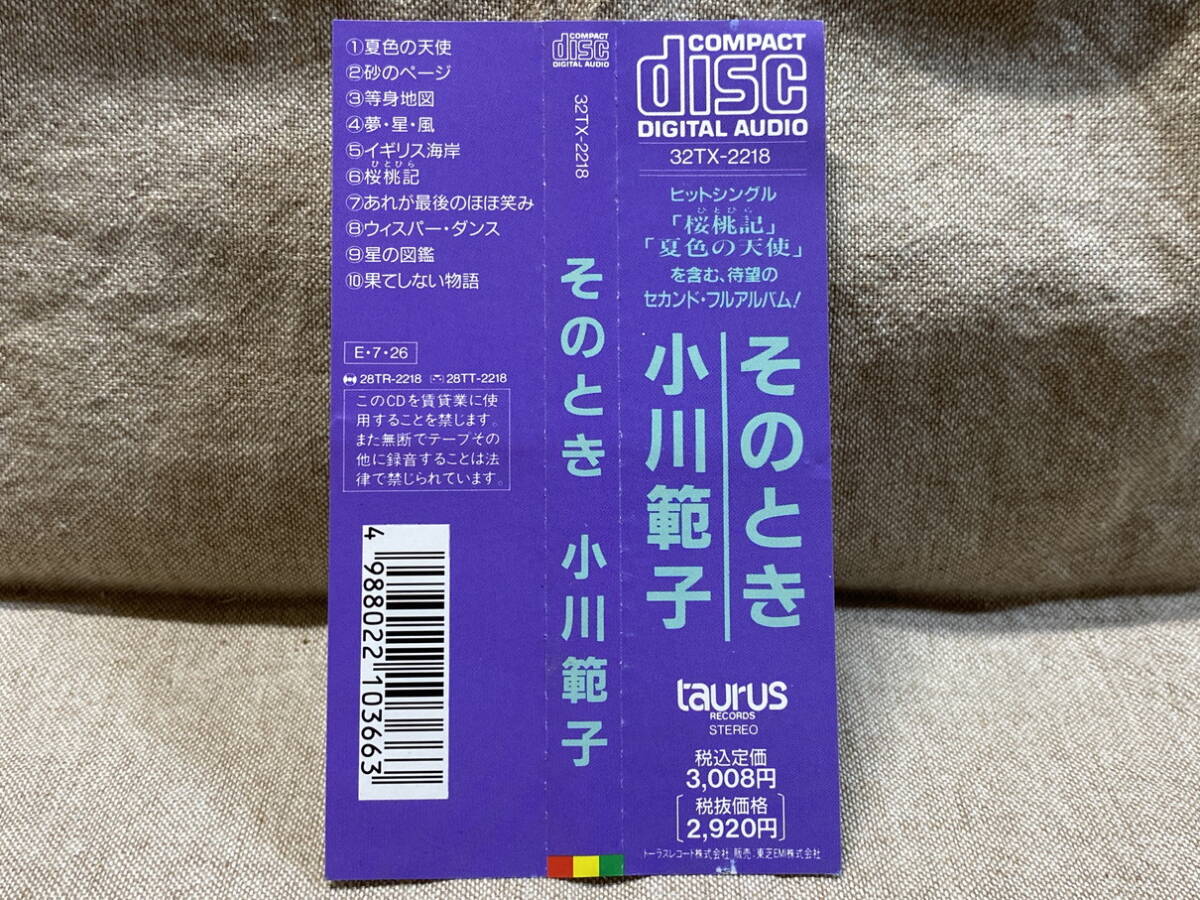 ①夏色の天使
②砂のページ
③等身地図
④夢・星・風
⑤イギリス海岸
ひとひら
⑥桜桃記
⑦あれが最後のほほ笑み
⑧ウィスパー・ダンス
⑨星の図鑑
⑩果てしない物語
E・7・26
28TR-2218 28TT-2218
このCDを賃貸業に使
用することを禁じます。
また無断でテープその
他に録音することは法
律で禁じられています。
4 988022 103663
COMPACT
disc
DIGITAL AUDIO
32TX-2218
そのとき 小川範子
COMPACT
disc
DIGITAL AUDIO
32TX-2218
ヒットシングル
ひとひら
「桜桃記」
「夏色の天使」
を含む、待望の
セカンド・フルアルバム!
そのとき
小川範子
taurus
RECORDS
STEREO
税込定価
3,008円
税抜価格
2,920円
トーラスレコード株式会社 販売:東芝EMI株式会社